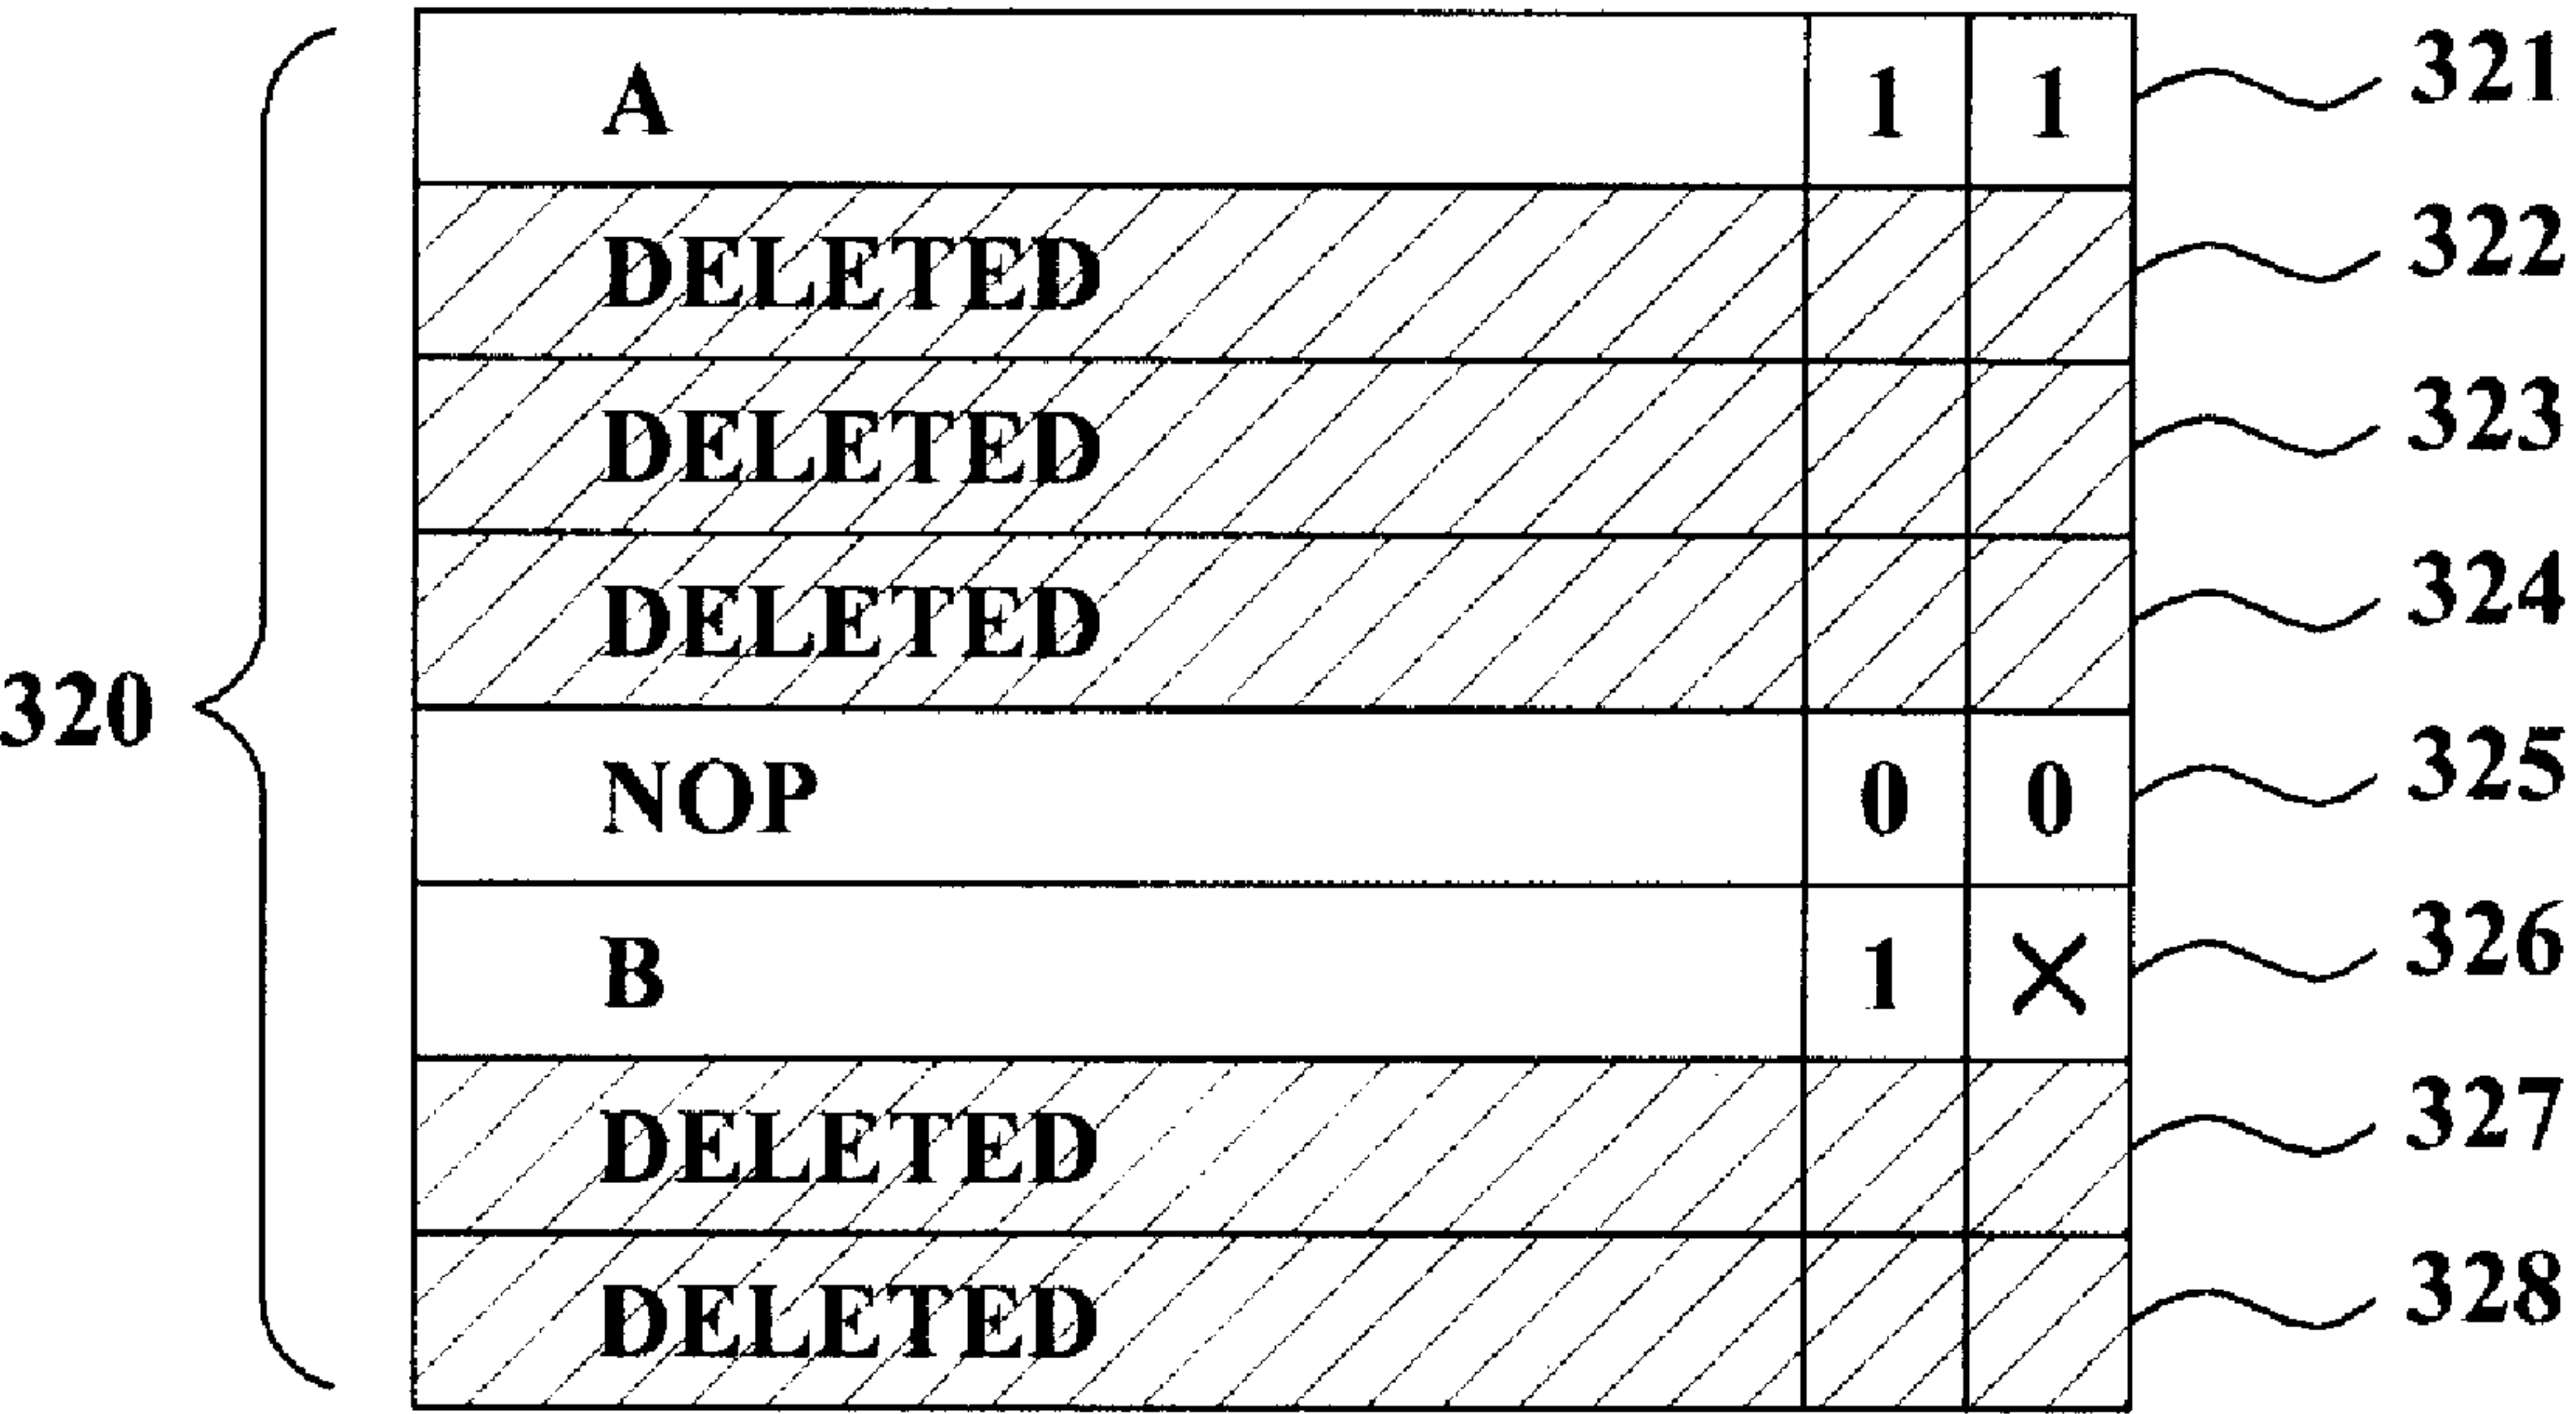 A 1 1 321
DELETED 322
DELETED 323
DELETED 324
320
NOP 0 0 325
B 1 X 326
DELETED 327
DELETED 328